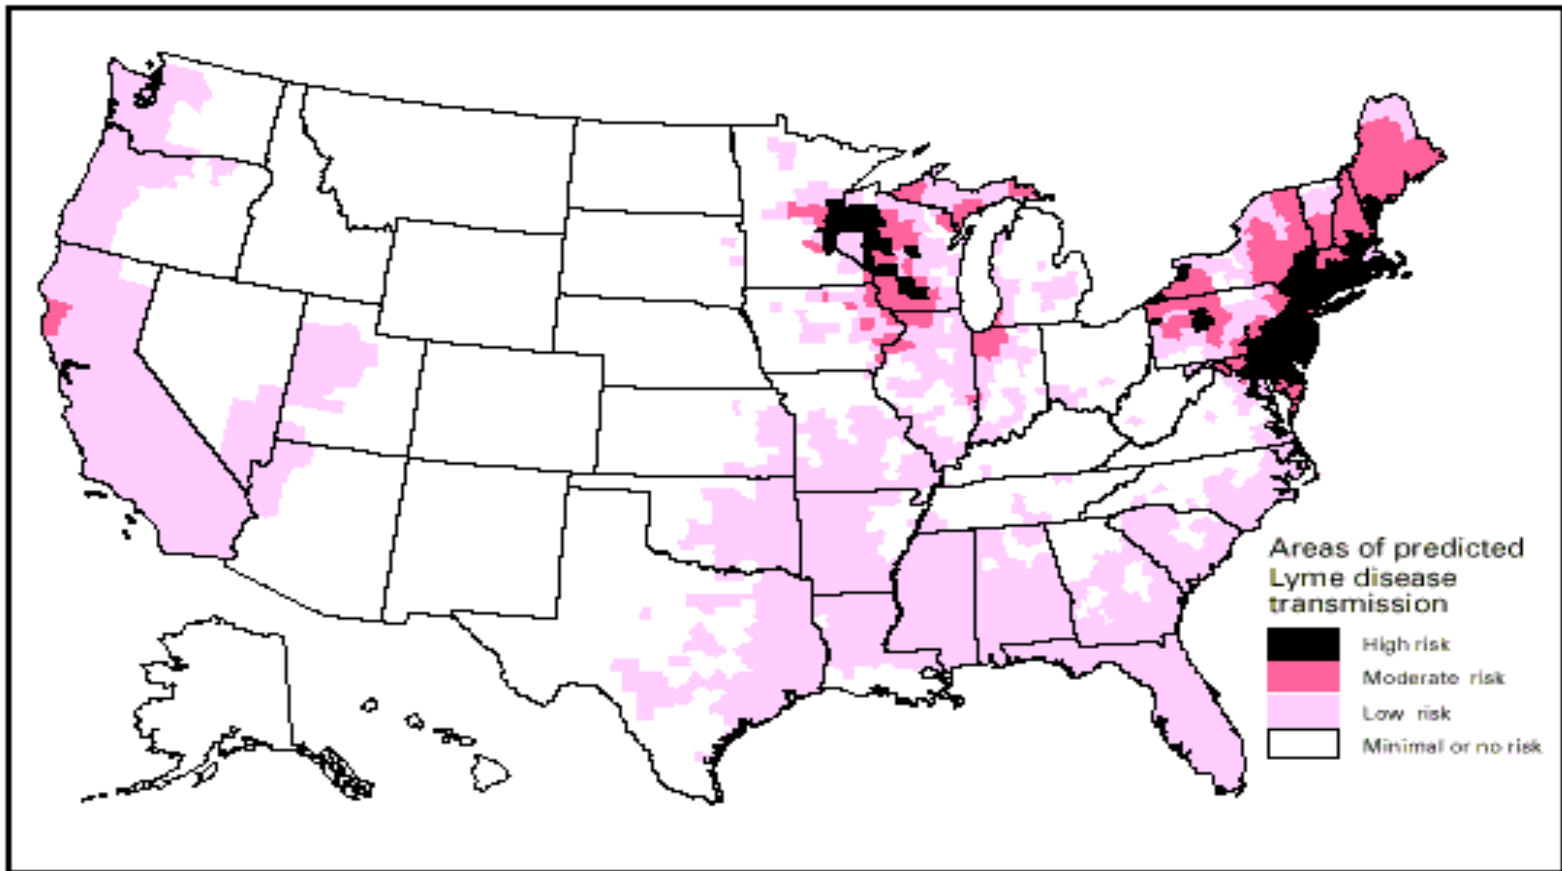 Areas of predicted
Lyme disease
transmission
High risk
Moderate risk
Low risk
Minimal or no risk